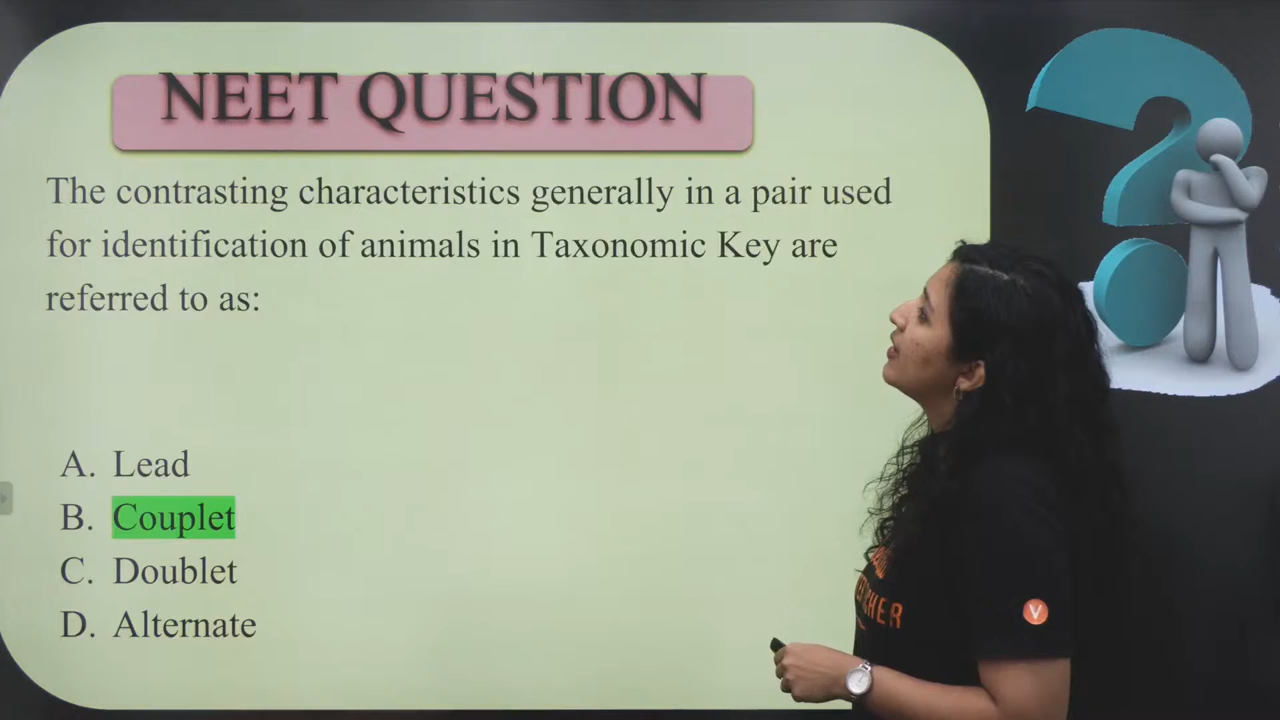 NEET QUESTION
The contrasting characteristics generally in a pair used
for identification of animals in Taxonomic Key are
referred to as:
A. Lead
B. Couplet
C. Doublet
D. Alternate
V